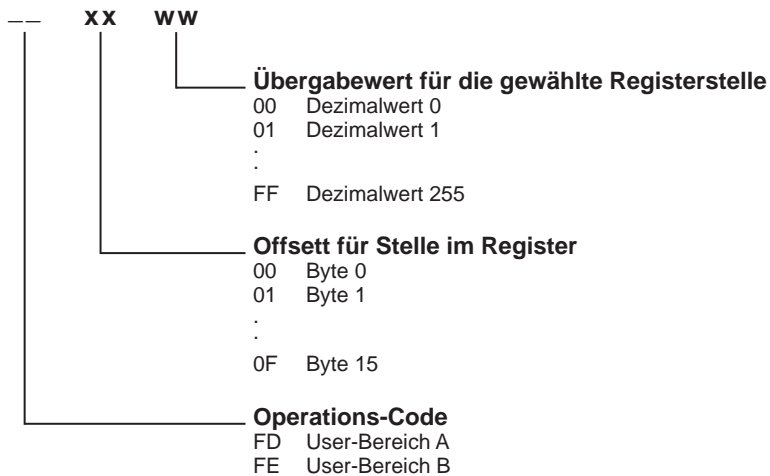 __ xx ww
Übergabewert für die gewählte Registerstelle
00 Dezimalwert 0
01 Dezimalwert 1
.
.
FF Dezimalwert 255
Offsett für Stelle im Register
00 Byte 0
01 Byte 1
.
.
0F Byte 15
Operations-Code
FD User-Bereich A
FE User-Bereich B